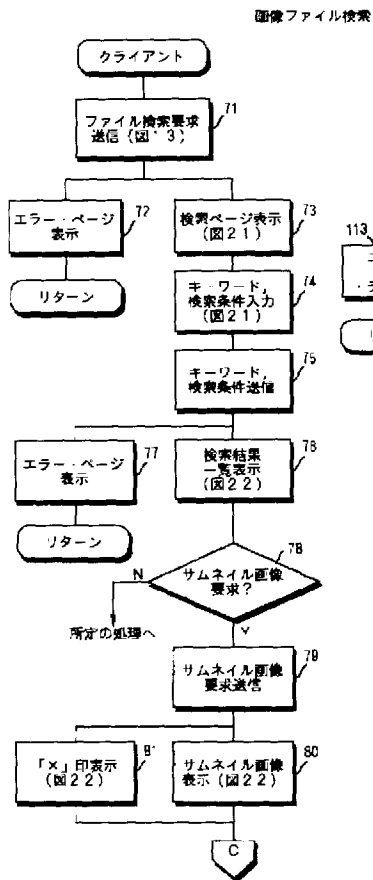 画像ファイル検索
クライアント
71
ファイル検索要求
送信(図13)
エラー・ページ
表示
72
検索ページ表示
(図21)
73
リターン
キーワード,
検索条件入力
(図21)
74
113
キーワード,
検索条件送信
75
エラー・ページ
表示
77
検索結果
一覧表示
(図22)
76
リターン
サムネイル画像
要求?
78
N
Y
所定の処理へ
サムネイル画像
要求送信
79
「×」印表示
(図22)
81
サムネイル画像
表示(図22)
80
C